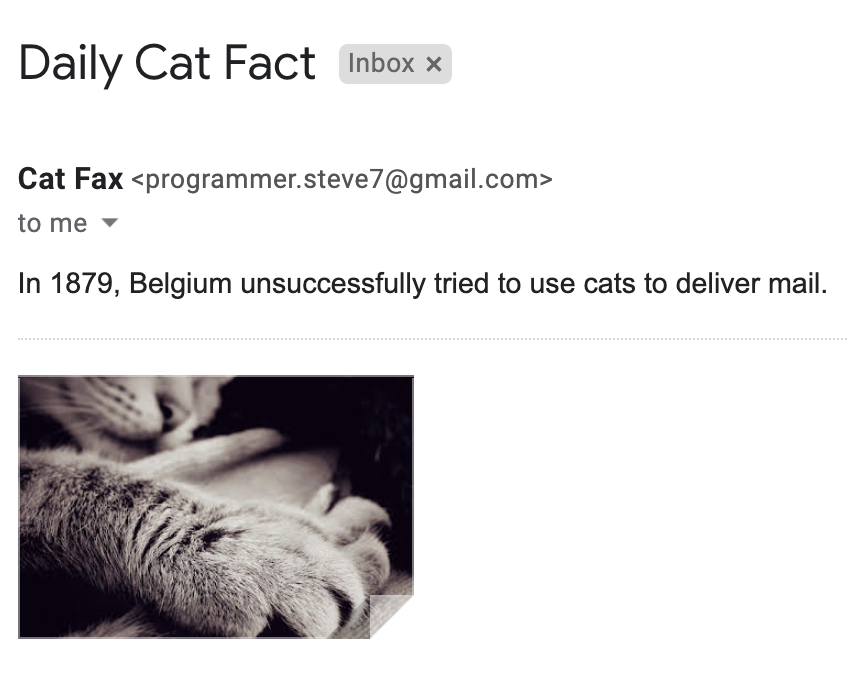 Daily Cat Fact Inbox ×
Cat Fax <programmer.steve7@gmail.com>
to me
In 1879, Belgium unsuccessfully tried to use cats to deliver mail.